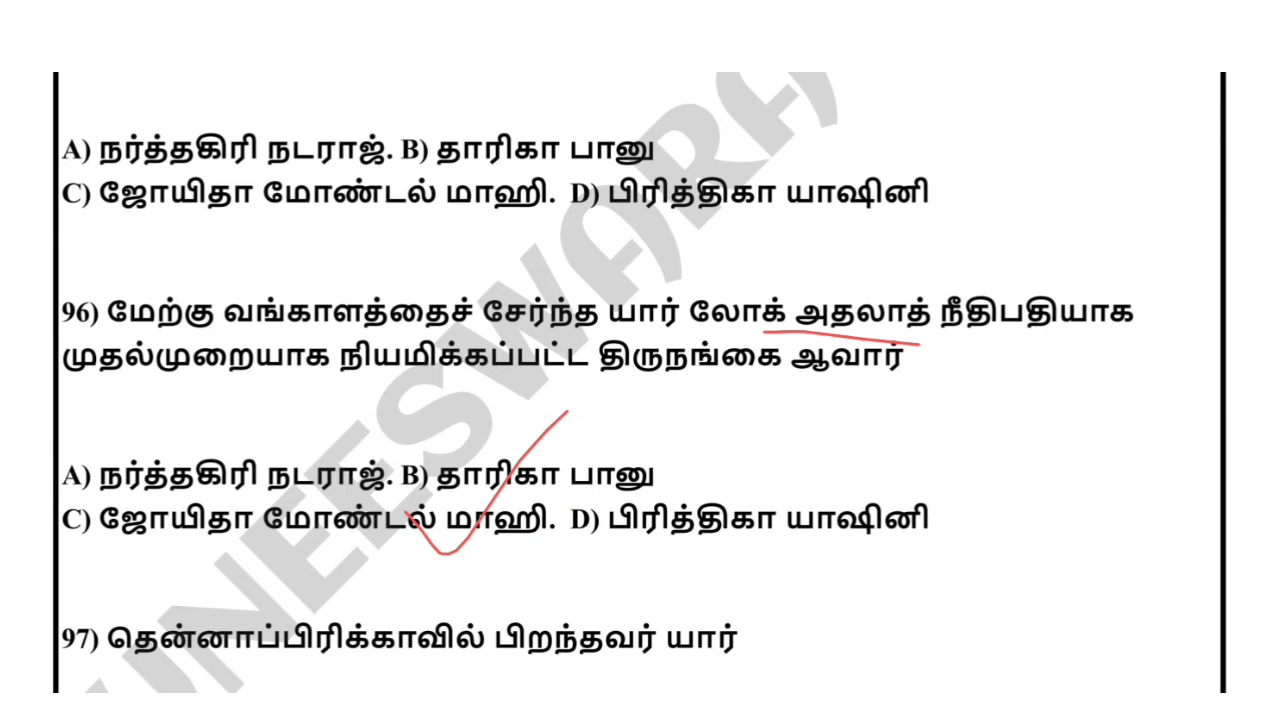 A) நர்த்தகிரி நடராஜ். B) தாரிகா பானு
C) ஜோயிதா மோண்டல் மாஹி. D) பிரித்திகா யாஷினி
96) மேற்கு வங்காளத்தைச் சேர்ந்த யார் லோக் அதலாத் நீதிபதியாக
முதல்முறையாக நியமிக்கப்பட்ட திருநங்கை ஆவார்
A) நர்த்தகிரி நடராஜ். B) தாரிகா பானு
C) ஜோயிதா மோண்டல் மாஹி. D) பிரித்திகா யாஷினி
97) தென்னாப்பிரிக்காவில் பிறந்தவர் யார்